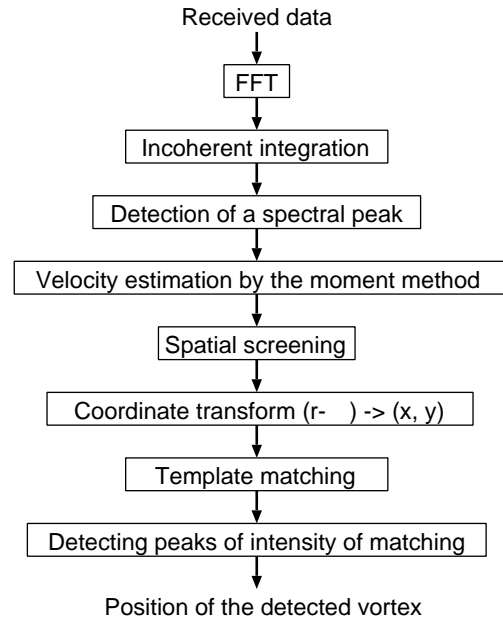 Received data
FFT
Incoherent integration
Detection of a spectral peak
Velocity estimation by the moment method
Spatial screening
Coordinate transform (r- ) -> (x, y)
Template matching
Detecting peaks of intensity of matching
Position of the detected vortex